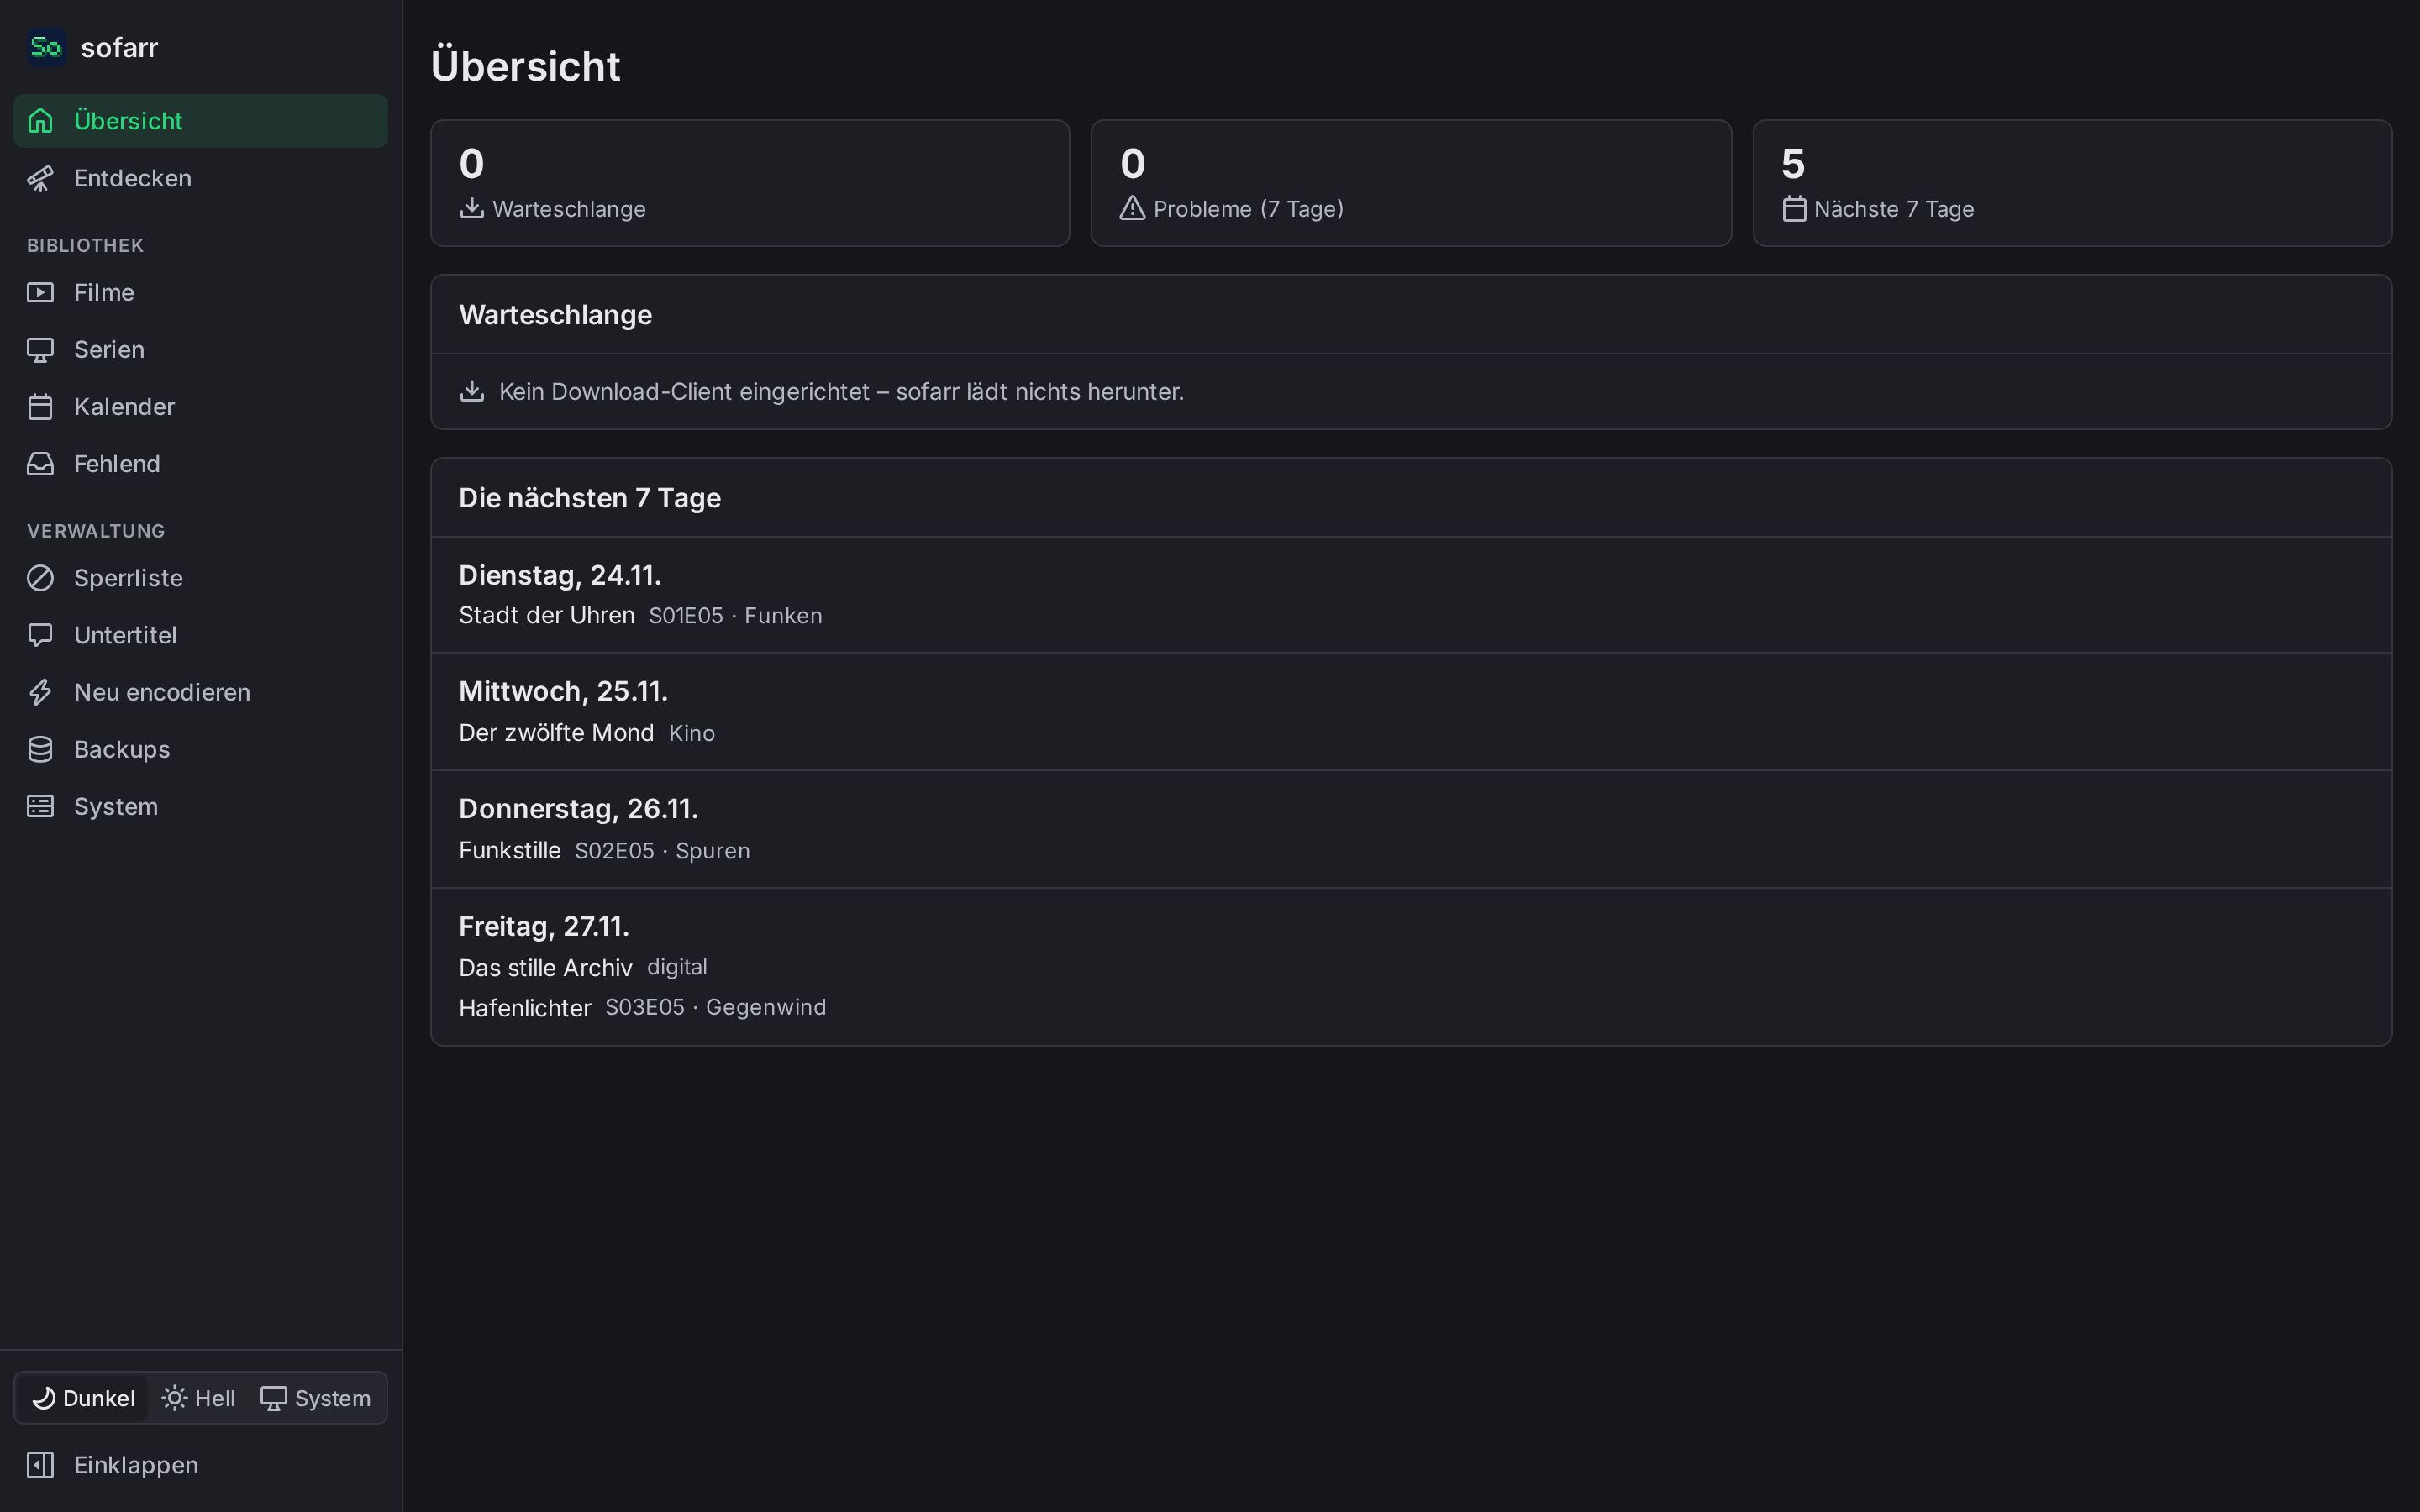 So sofarr
Übersicht
Entdecken
BIBLIOTHEK
Filme
Serien
Kalender
Fehlend
VERWALTUNG
Sperrliste
Untertitel
Neu encodieren
Backups
System
Dunkel Hell System
Einklappen
Übersicht
0
Warteschlange
0
Probleme (7 Tage)
5
Nächste 7 Tage
Warteschlange
Kein Download-Client eingerichtet – sofarr lädt nichts herunter.
Die nächsten 7 Tage
Dienstag, 24.11.
Stadt der Uhren S01E05 · Funken
Mittwoch, 25.11.
Der zwölfte Mond Kino
Donnerstag, 26.11.
Funkstille S02E05 · Spuren
Freitag, 27.11.
Das stille Archiv digital
Hafenlichter S03E05 · Gegenwind